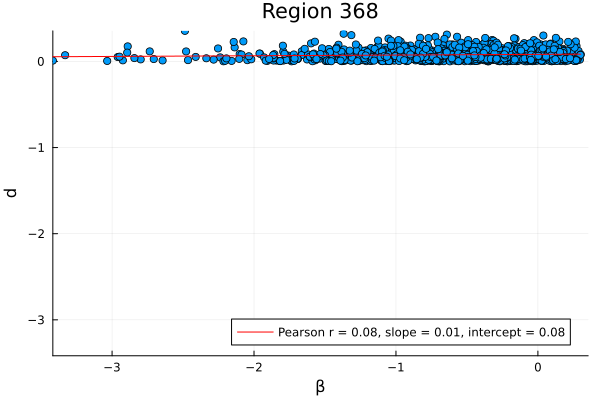 Region 368
0
−1
−2
−3
d
Pearson r = 0.08, slope = 0.01, intercept = 0.08
−3
−2
−1
0
β